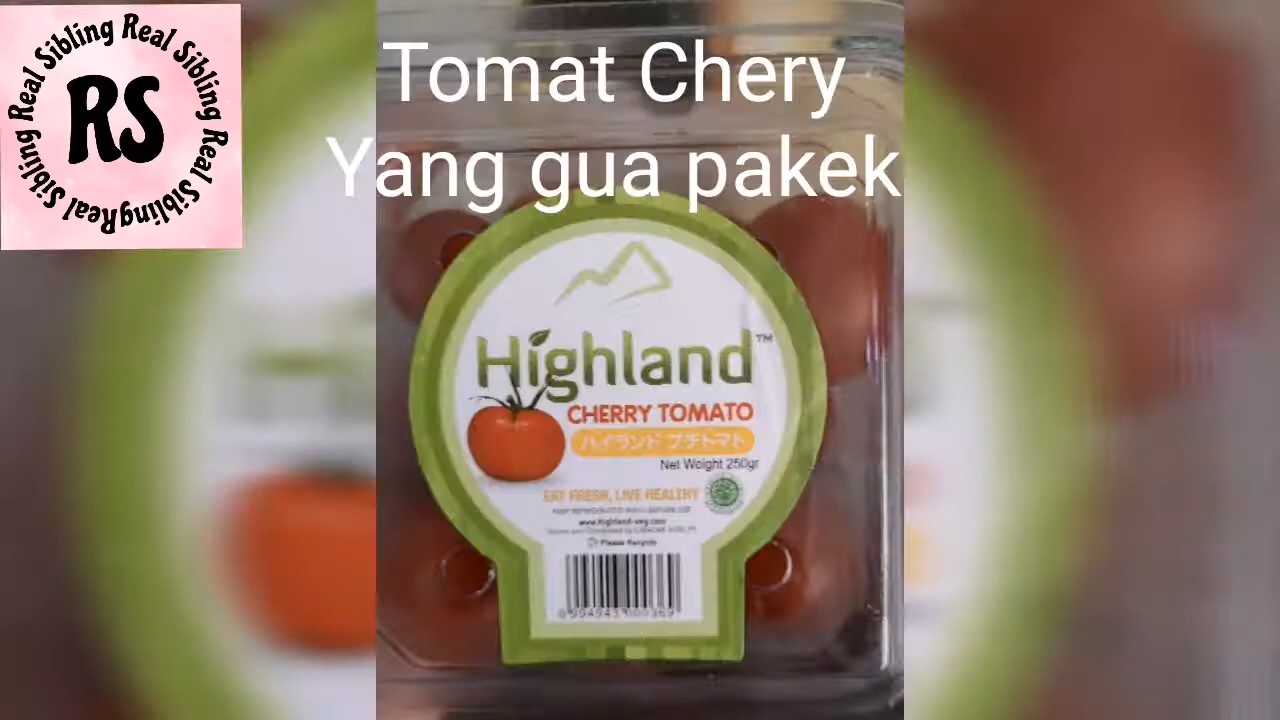 Real Sibling Real Sibling Real Sibling Real Sibling
RS
Tomat Chery
Yang gua pakek
Highland™
CHERRY TOMATO
ハイランド プチトマト
Net Weight 250gr
EAT FRESH, LIVE HEALTHY
www.highland-veg.com
Please Recycle